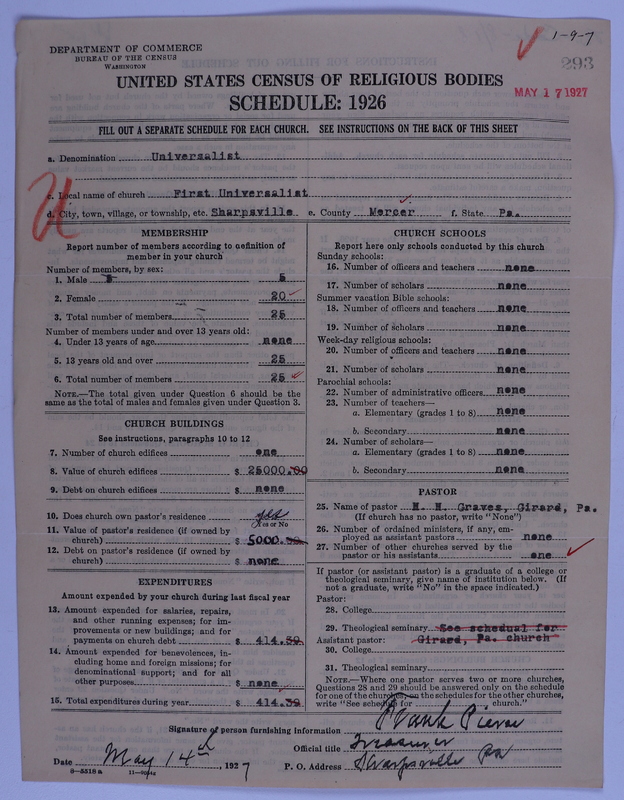 1-9-7
293
DEPARTMENT OF COMMERCE
BUREAU OF THE CENSUS
WASHINGTON
UNITED STATES CENSUS OF RELIGIOUS BODIES
MAY 17 1927
SCHEDULE: 1926
FILL OUT A SEPARATE SCHEDULE FOR EACH CHURCH. SEE INSTRUCTIONS ON THE BACK OF THIS SHEET
a. Denomination Universalist
U
c. Local name of church First Universalist
d. City, town, village, or township, etc. Sharpsville e. County Mercer f. State Pa.
MEMBERSHIP
Report number of members according to definition of
member in your church
Number of members, by sex:
1. Male 5
2. Female 20
3. Total number of members 25
Number of members under and over 13 years old:
4. Under 13 years of age none
5. 13 years old and over 25
6. Total number of members 25
NOTE.—The total given under Question 6 should be the
same as the total of males and females given under Question 3.
CHURCH BUILDINGS
See instructions, paragraphs 10 to 12
7. Number of church edifices one
8. Value of church edifices $ 25000.00
9. Debt on church edifices $ none
10. Does church own pastor's residence yes
Yes or No
11. Value of pastor's residence (if owned by
church) $ 5000.00
12. Debt on pastor's residence (if owned by
church) $ none
EXPENDITURES
Amount expended by your church during last fiscal year
13. Amount expended for salaries, repairs,
and other running expenses; for im-
provements or new buildings; and for
payments on church debt $ 414.39
14. Amount expended for benevolences, in-
cluding home and foreign missions; for
denominational support; and for all
other purposes $ none
15. Total expenditures during year $ 414.39
CHURCH SCHOOLS
Report here only schools conducted by this church
Sunday schools:
16. Number of officers and teachers none
17. Number of scholars none
Summer vacation Bible schools:
18. Number of officers and teachers none
19. Number of scholars none
Week-day religious schools:
20. Number of officers and teachers none
21. Number of scholars none
Parochial schools:
22. Number of administrative officers none
23. Number of teachers—
a. Elementary (grades 1 to 8) none
b. Secondary none
24. Number of scholars—
a. Elementary (grades 1 to 8) none
b. Secondary none
PASTOR
25. Name of pastor Graves, Girard, Pa.
(If church has no pastor, write "None")
26. Number of ordained ministers, if any, em-
ployed as assistant pastors none
27. Number of other churches served by the
pastor or his assistants one
If pastor (or assistant pastor) is a graduate of a college or
theological seminary, give name of institution below. (If
not a graduate, write "No" in the space indicated.)
Pastor:
28. College
29. Theological seminary See schedual for
Assistant pastor: Girard, Pa. church
30. College
31. Theological seminary
NOTE.—Where one pastor serves two or more churches,
Questions 28 and 29 should be answered only on the schedule
for one of the churches; on the schedules for the other churches,
write "See schedule for church."
Signature of person furnishing information Frank Pierce
Official title Treasurer
Date May 14th, 1927 P. O. Address Sharpsville Pa
8-5518a